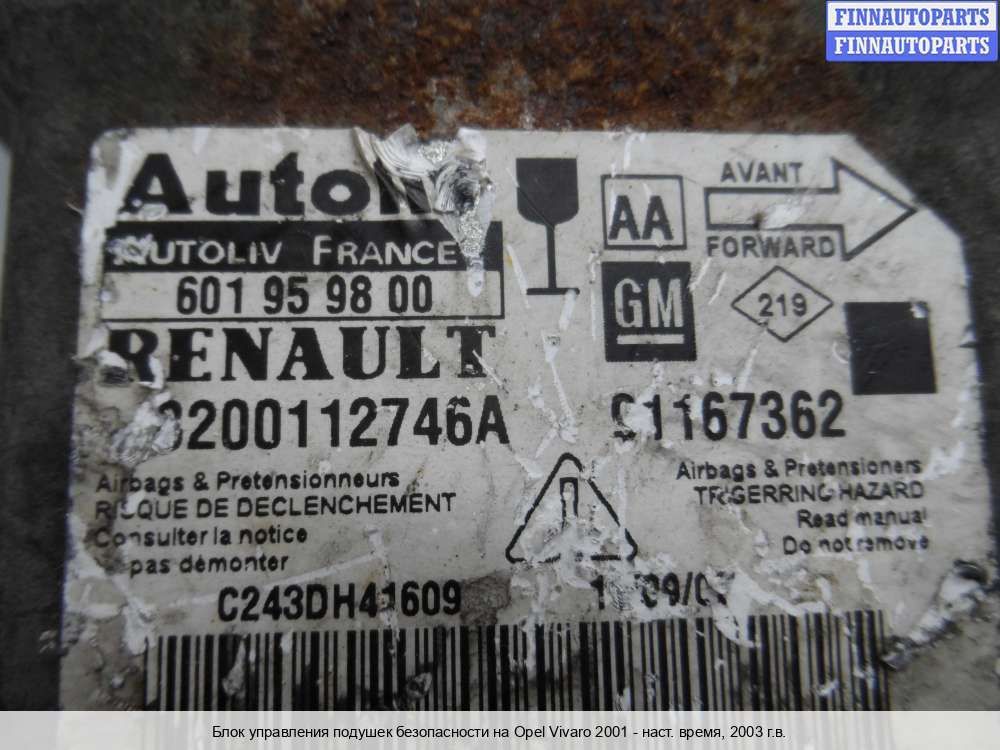 FINNAUTOPARTS
FINNAUTOPARTS
AUTOLIV FRANCE
601 95 98 00
RENAULT
AA
GM
AVANT
FORWARD
219
8200112746A
91167362
Airbags & Pretensionneurs
RISQUE DE DECLENCHEMENT
Consulter la notice
pas démonter
Airbags & Pretensioners
TRIGERRING HAZARD
Read manual
Do not remove
C243DH41609
Блок управления подушек безопасности на Opel Vivaro 2001 - наст. время, 2003 г.в.